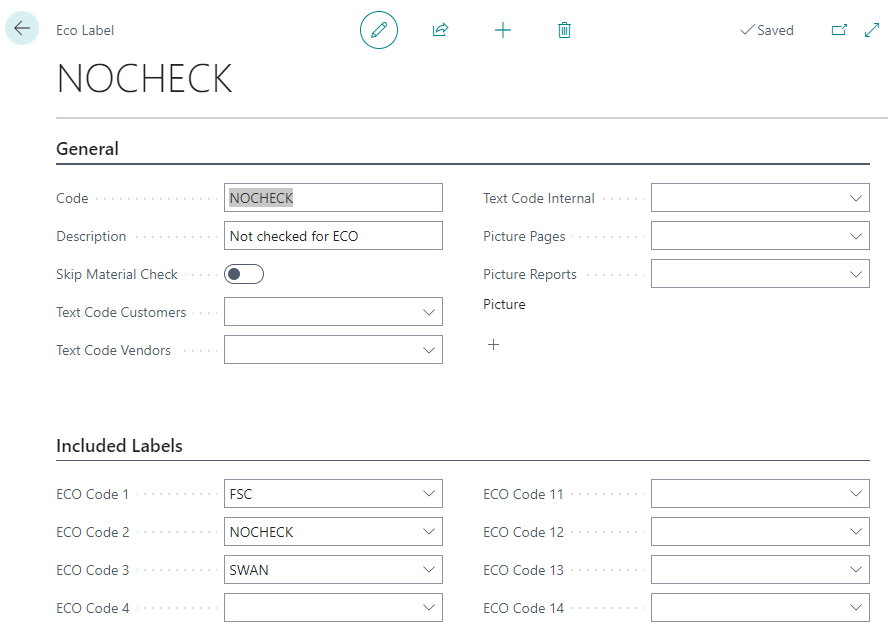 Eco Label
Saved
NOCHECK
General
Code NOCHECK
Description Not checked for ECO
Skip Material Check
Text Code Customers
Text Code Vendors
Text Code Internal
Picture Pages
Picture Reports
Picture
Included Labels
ECO Code 1 FSC
ECO Code 2 NOCHECK
ECO Code 3 SWAN
ECO Code 4
ECO Code 11
ECO Code 12
ECO Code 13
ECO Code 14